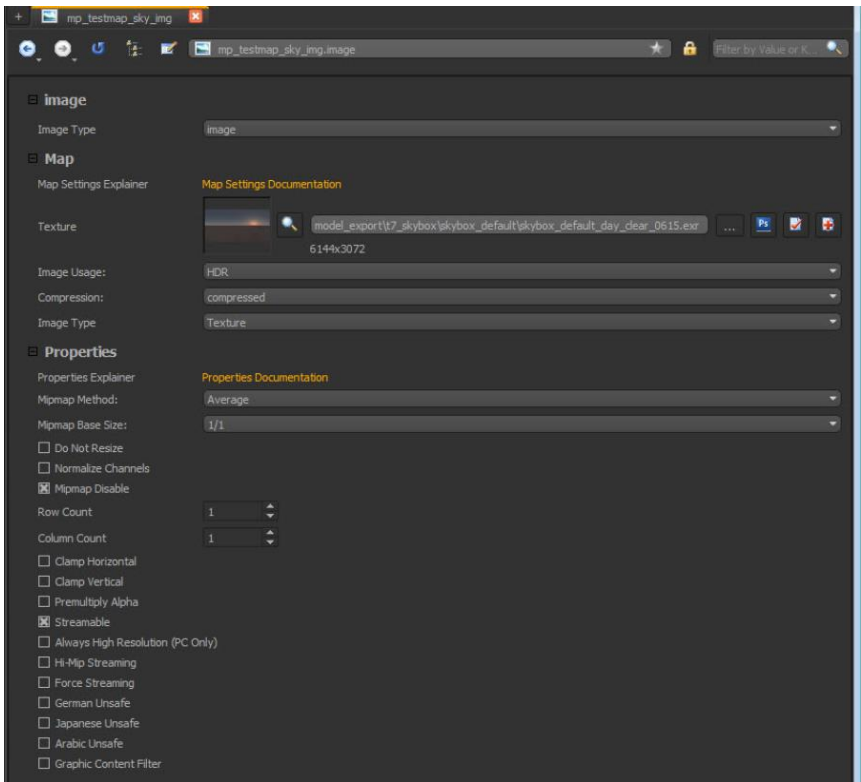 + mp_testmap_sky_img
mp_testmap_sky_img.image Filter by Value or K...
image
Image Type image
Map
Map Settings Explainer Map Settings Documentation
Texture model_export\t7_skybox\skybox_default\skybox_default_day_clear_0615.exr ... Ps
6144x3072
Image Usage: HDR
Compression: compressed
Image Type Texture
Properties
Properties Explainer Properties Documentation
Mipmap Method: Average
Mipmap Base Size: 1/1
Do Not Resize
Normalize Channels
Mipmap Disable
Row Count 1
Column Count 1
Clamp Horizontal
Clamp Vertical
Premultiply Alpha
Streamable
Always High Resolution (PC Only)
Hi-Mip Streaming
Force Streaming
German Unsafe
Japanese Unsafe
Arabic Unsafe
Graphic Content Filter